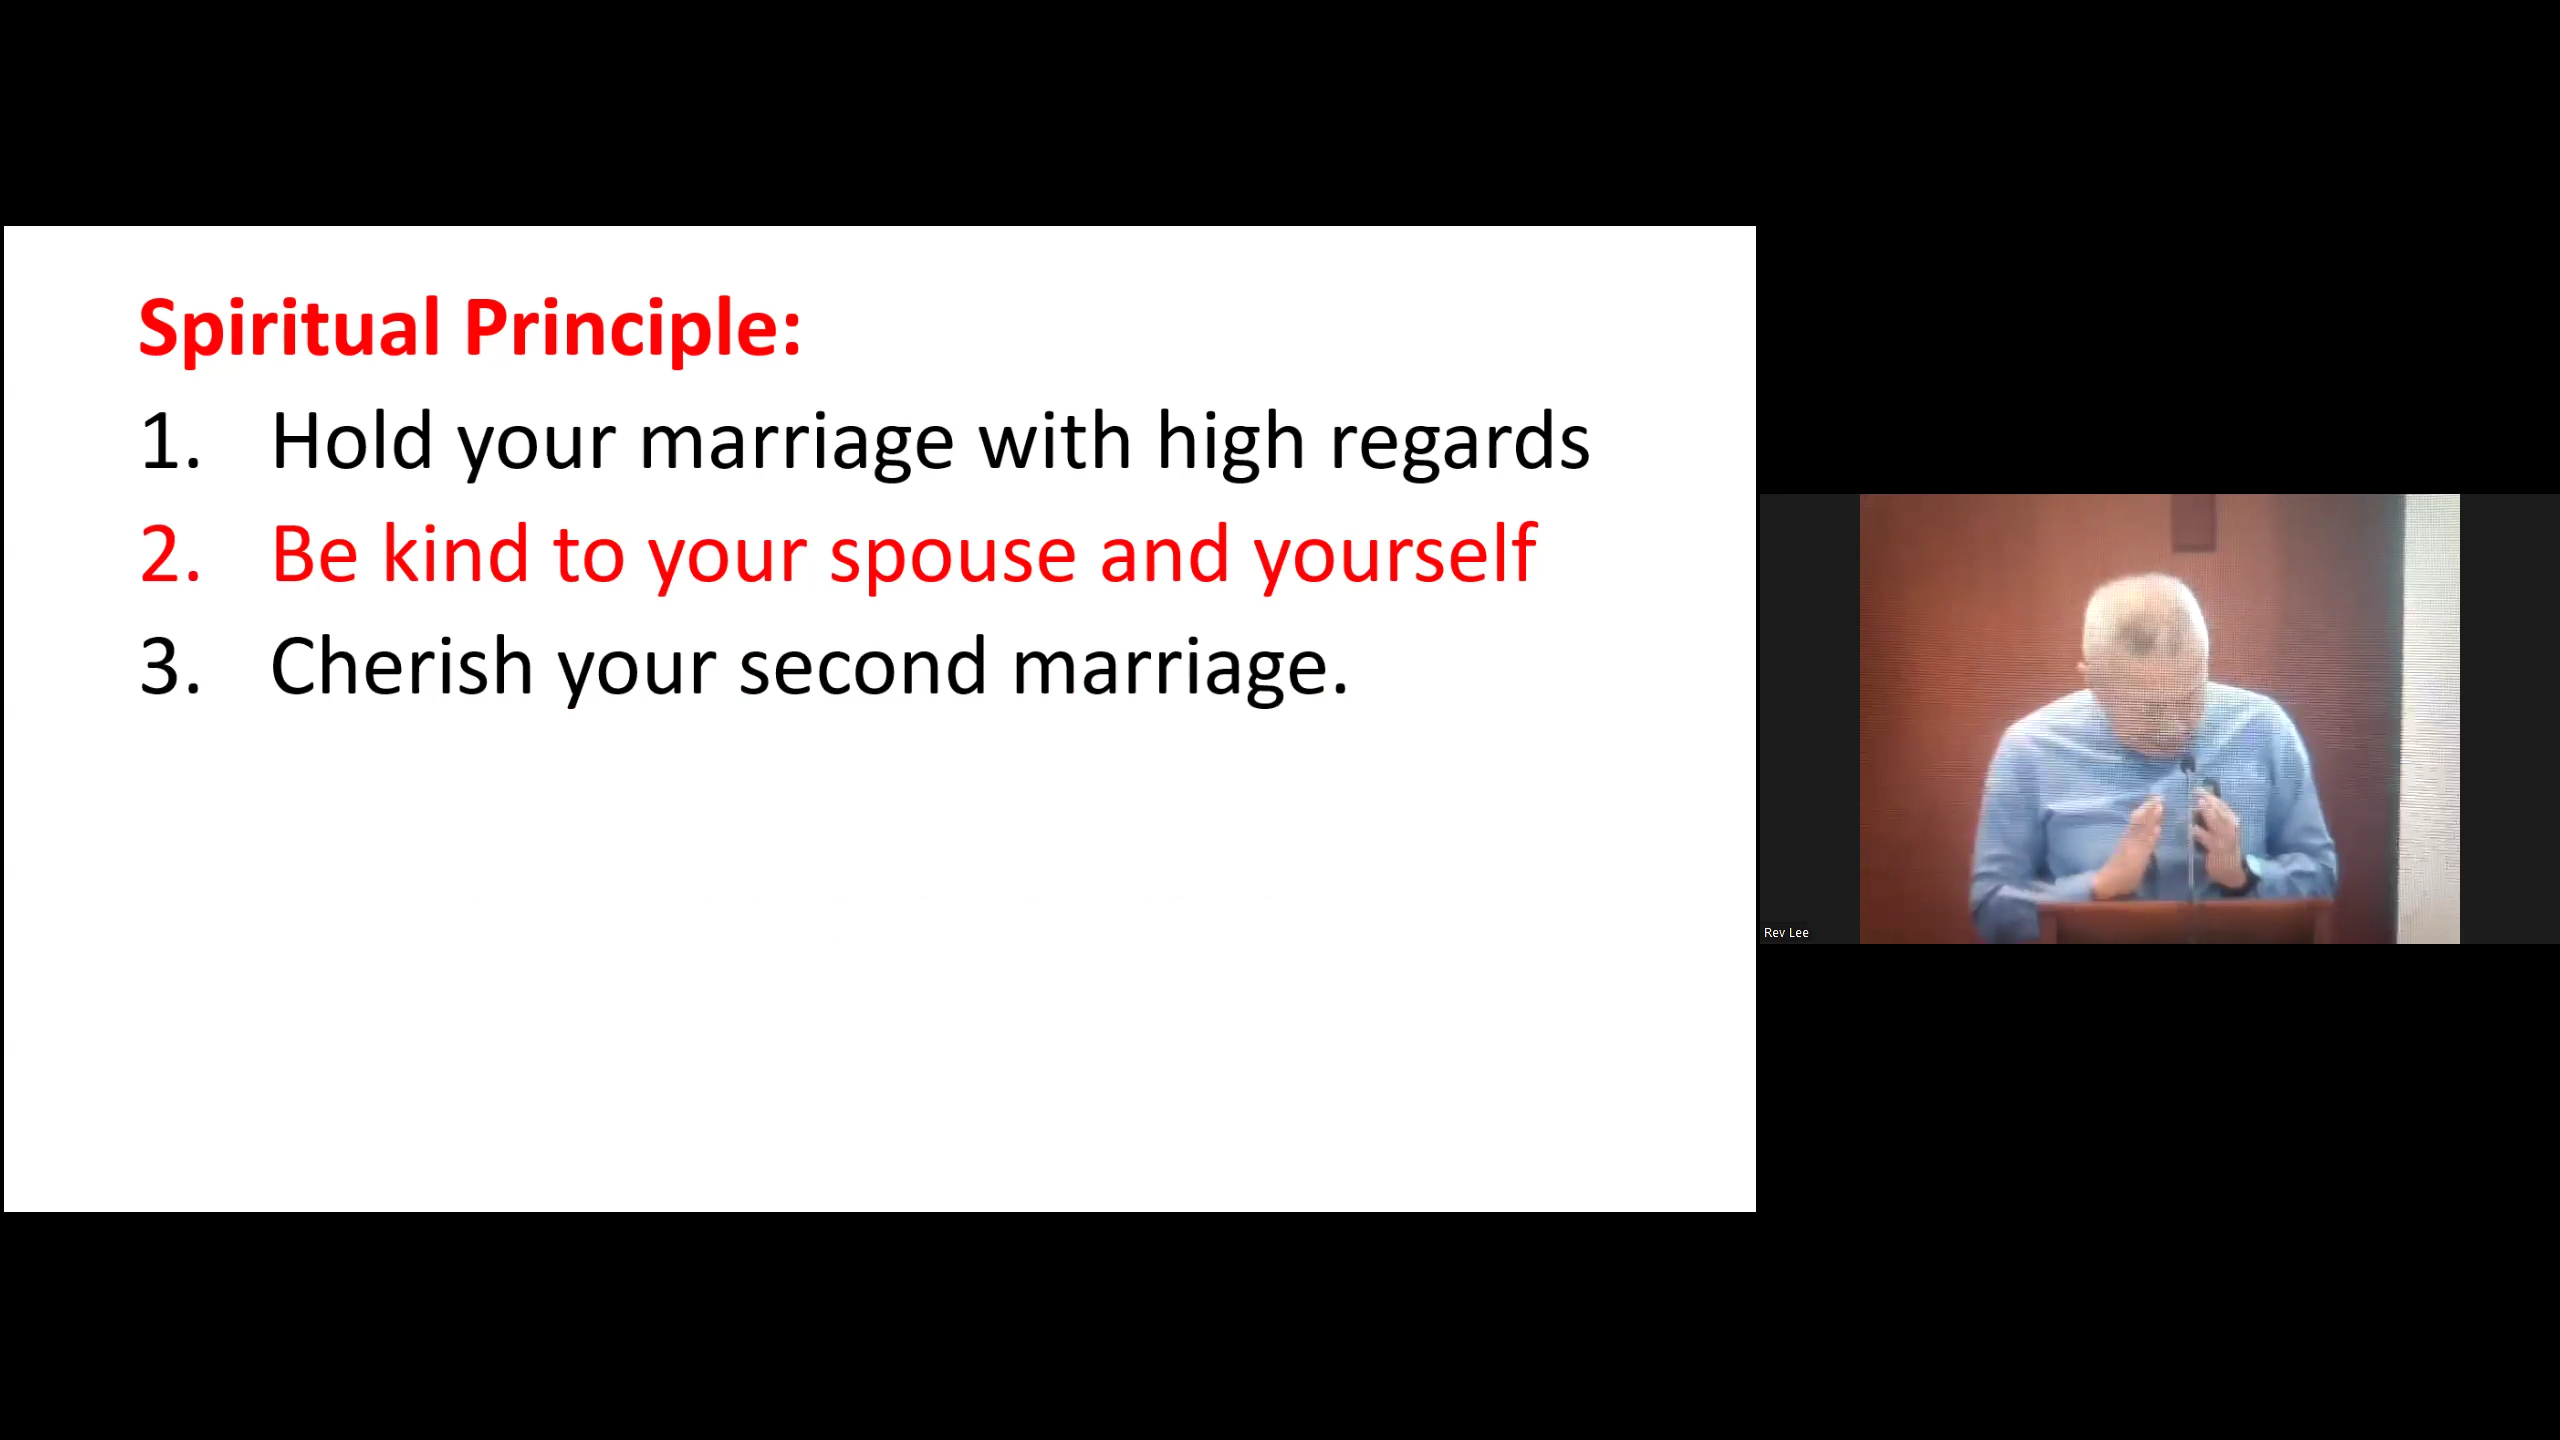 Spiritual Principle:
1. Hold your marriage with high regards
2. Be kind to your spouse and yourself
3. Cherish your second marriage.
Rev Lee